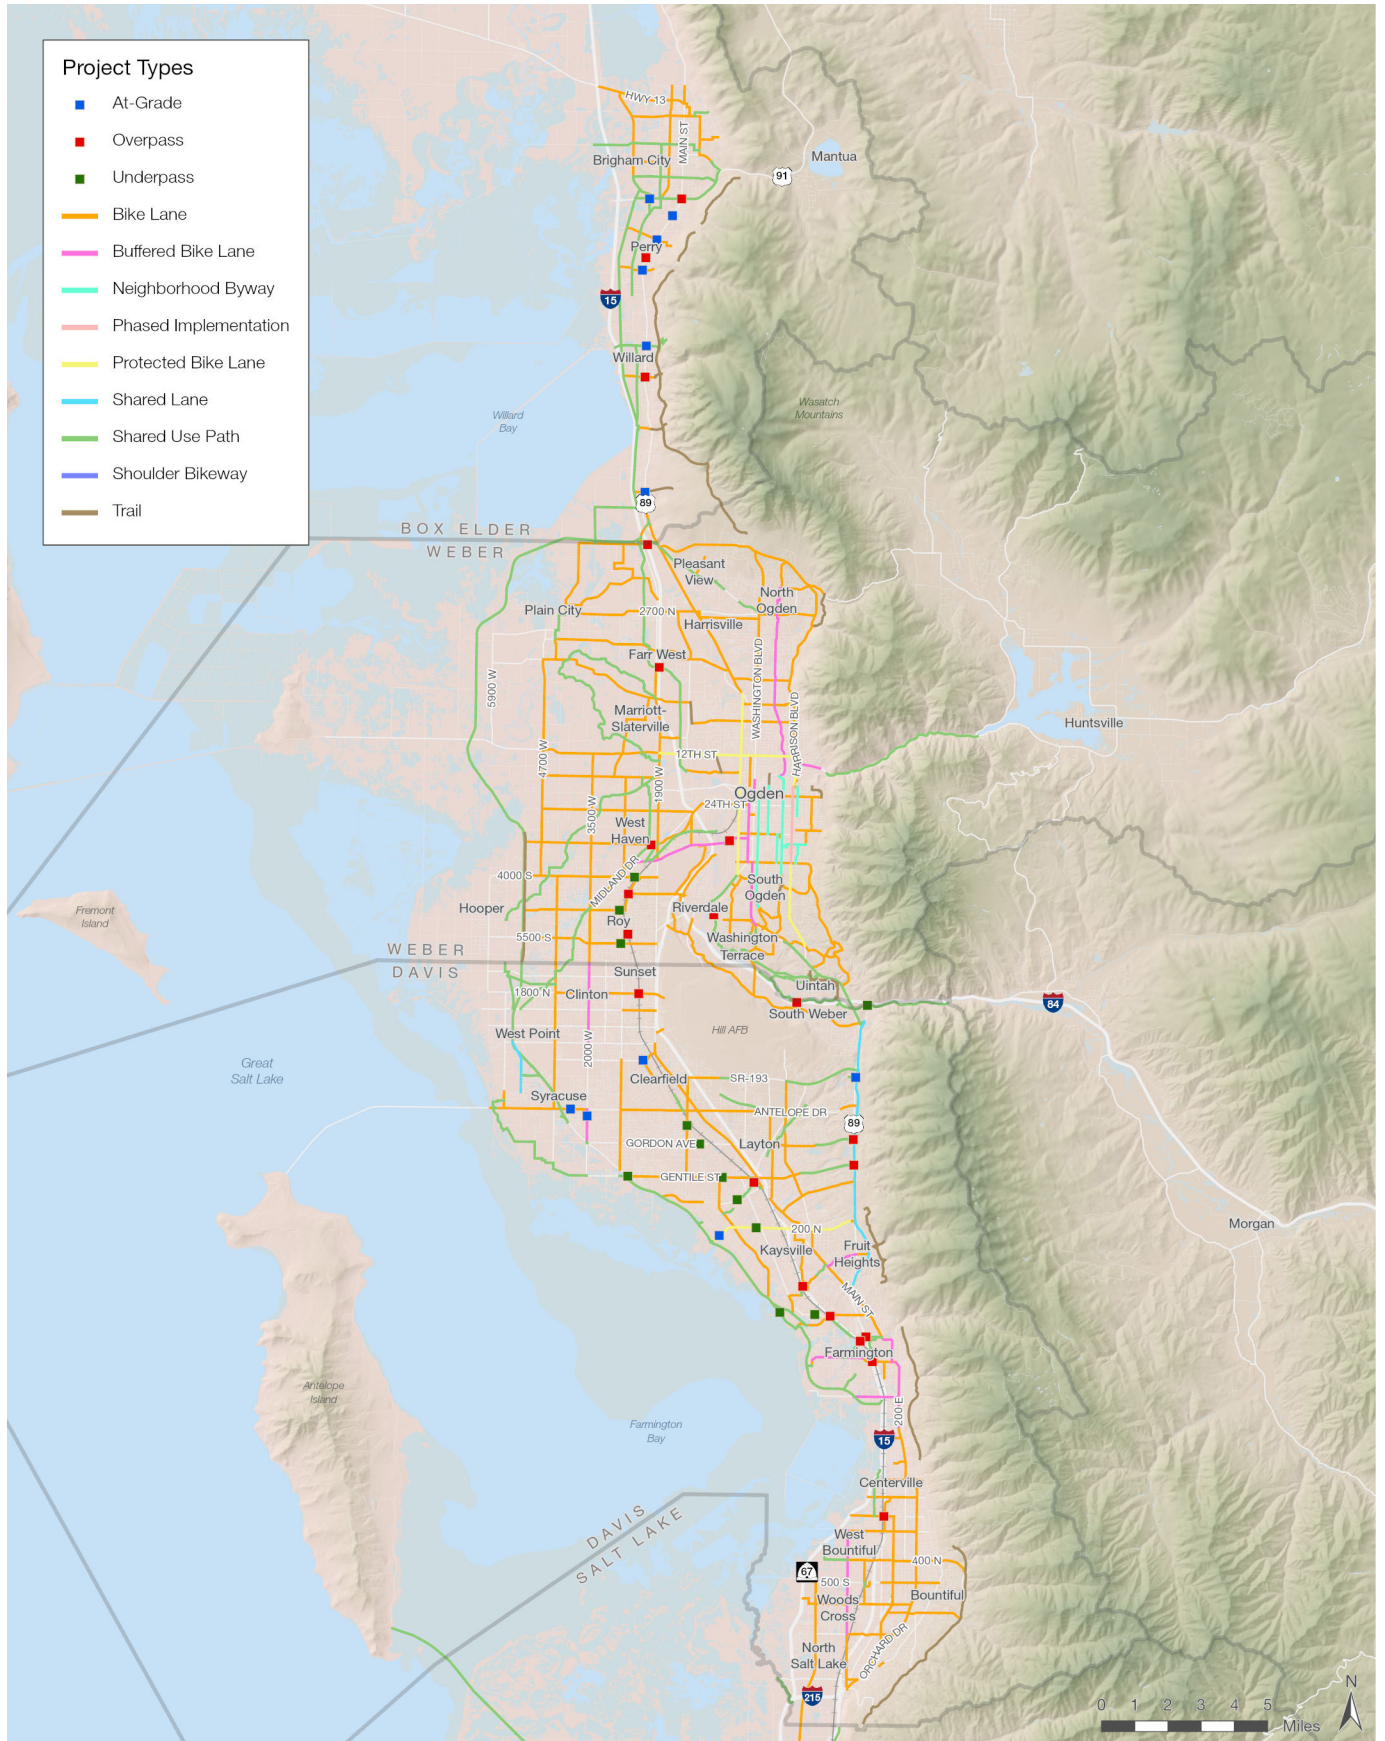 Project Types
At-Grade
Overpass
Underpass
Bike Lane
Buffered Bike Lane
Neighborhood Byway
Phased Implementation
Protected Bike Lane
Shared Lane
Shared Use Path
Shoulder Bikeway
Trail
HWY 13
MAIN ST
Brigham City
Mantua
91
Perry
15
Willard
Willard
Bay
Wasatch
Mountains
89
BOX ELDER
WEBER
Pleasant
View
North
Ogden
Plain City
2700 N
Harrisville
Farr West
WASHINGTON BLVD
5900 W
HARRISON BLVD
Marriott-
Slaterville
Huntsville
4700 W
12TH ST
1900 W
Ogden
24TH ST
3500 W
West
Haven
MIDLAND DR
4000 S
South
Ogden
Hooper
Riverdale
Fremont
Island
Roy
5500 S
Washington
Terrace
WEBER
DAVIS
Sunset
Uintah
1800 N
Clinton
84
South Weber
Hill AFB
West Point
2000 W
Great
Salt Lake
Clearfield
SR-193
Syracuse
ANTELOPE DR
89
GORDON AVE
Layton
GENTILE ST
200 N
Morgan
Kaysville
Fruit
Heights
MAIN ST
Farmington
Antelope
Island
200 E
Farmington
Bay
15
Centerville
DAVIS
SALT LAKE
West
Bountiful
400 N
67
500 S
Woods
Cross
Bountiful
ORCHARD DR
North
Salt Lake
215
N
0 1 2 3 4 5
Miles